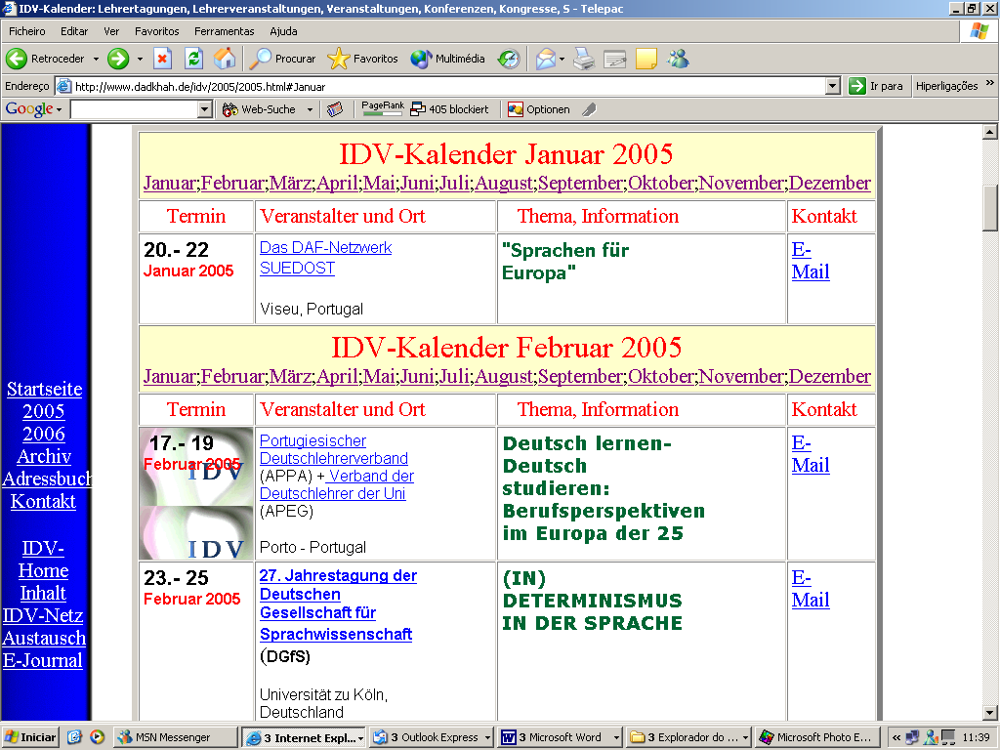 IDV-Kalender: Lehrertagungen, Lehrerveranstaltungen, Veranstaltungen, Konferenzen, Kongresse, S - Telepac
Ficheiro Editar Ver Favoritos Ferramentas Ajuda
Retroceder Procurar Favoritos Multimédia
Endereço http://www.dadkhah.de/idv/2005/2005.html#Januar Ir para Hiperligações »
Google Web-Suche PageRank 405 blockiert Optionen
IDV-Kalender Januar 2005
Januar;Februar;März;April;Mai;Juni;Juli;August;September;Oktober;November;Dezember
Termin Veranstalter und Ort Thema, Information Kontakt
20.- 22
Januar 2005
Das DAF-Netzwerk
SUEDOST
Viseu, Portugal
"Sprachen für
Europa"
E-
Mail
IDV-Kalender Februar 2005
Januar;Februar;März;April;Mai;Juni;Juli;August;September;Oktober;November;Dezember
Termin Veranstalter und Ort Thema, Information Kontakt
17.- 19
Februar 2005
IDV
IDV
Portugiesischer
Deutschlehrerverband
(APPA) + Verband der
Deutschlehrer der Uni
(APEG)
Porto - Portugal
Deutsch lernen-
Deutsch
studieren:
Berufsperspektiven
im Europa der 25
E-
Mail
23.- 25
Februar 2005
27. Jahrestagung der
Deutschen
Gesellschaft für
Sprachwissenschaft
(DGfS)
Universität zu Köln,
Deutschland
(IN)
DETERMINISMUS
IN DER SPRACHE
E-
Mail
Startseite
2005
2006
Archiv
Adressbuch
Kontakt
IDV-
Home
Inhalt
IDV-Netz
Austausch
E-Journal
Iniciar MSN Messenger 3 Internet Expl... 3 Outlook Express 3 Microsoft Word 3 Explorador do ... Microsoft Photo E... « 11:39